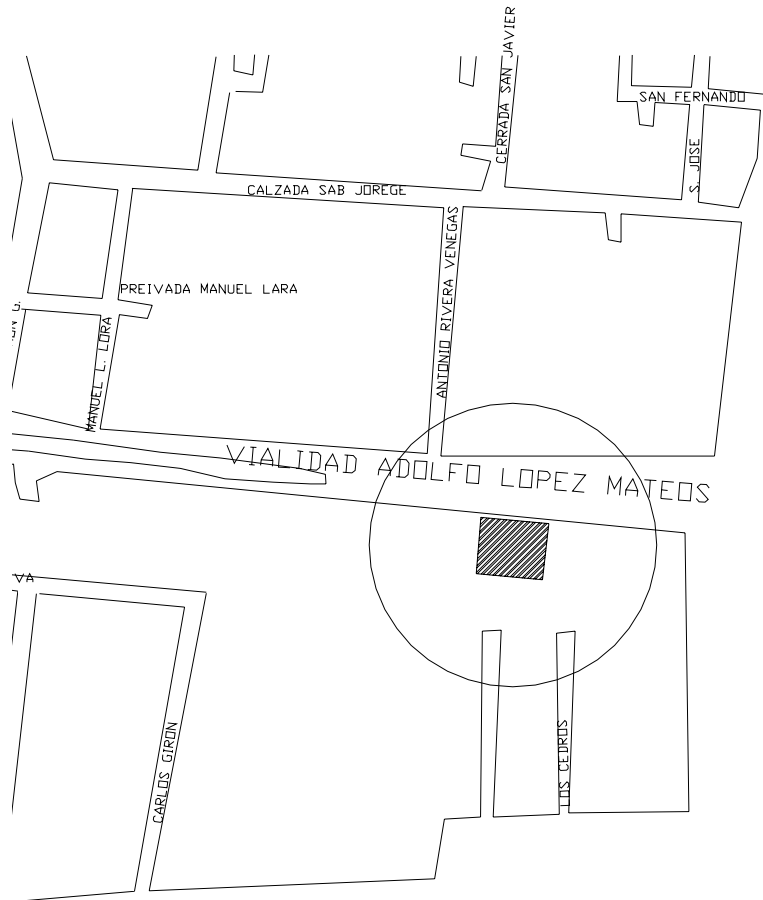 CERRADA SAN JAVIER
SAN FERNANDO
S. JOSE
CALZADA SAB JOREGE
ANTONIO RIVERA VENEGAS
PREIVADA MANUEL LARA
MANUEL L. LORA
VIALIDAD ADOLFO LOPEZ MATEOS
VA
CARLOS GIRON
LOS CEDROS